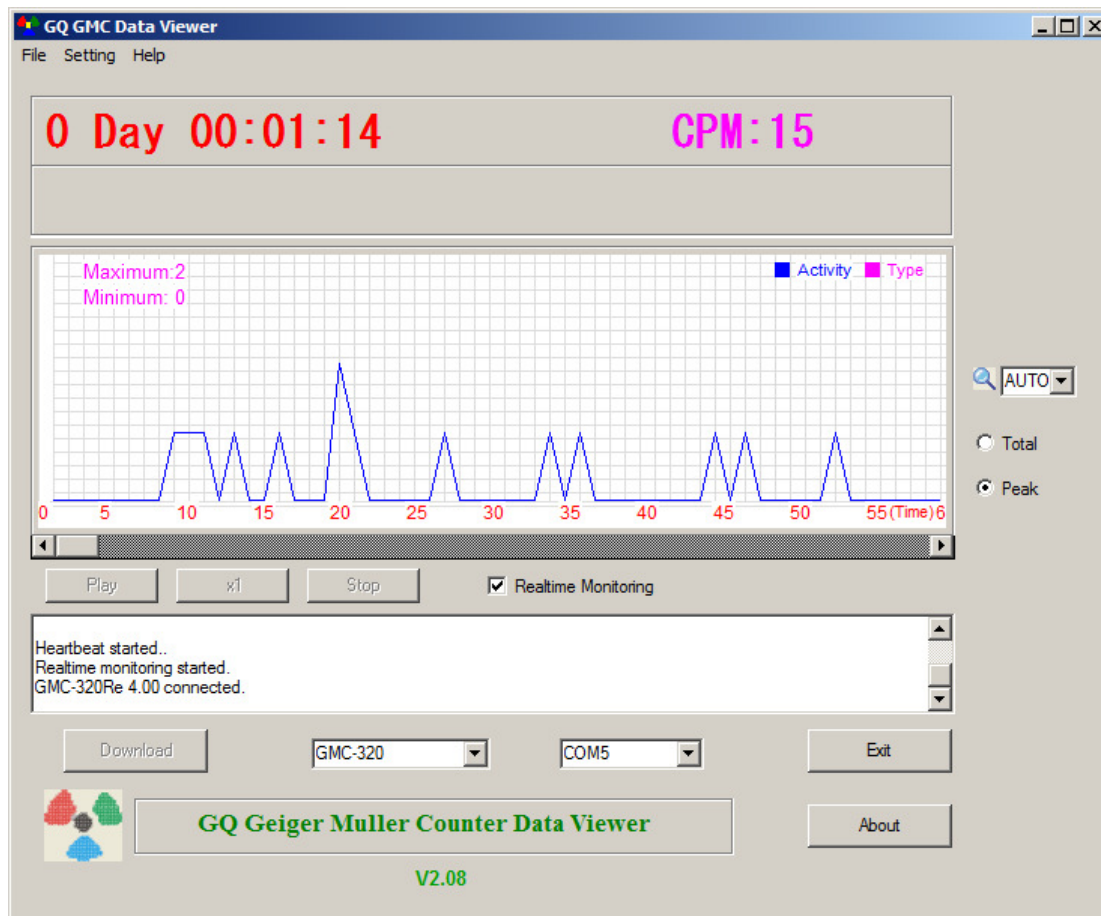 GQ GMC Data Viewer
File Setting Help
0 Day 00:01:14 CPM:15
Maximum:2
Minimum: 0
Activity Type
0 5 10 15 20 25 30 35 40 45 50 55 (Time) 6
AUTO
Total
Peak
Play x1 Stop Realtime Monitoring
Heartbeat started..
Realtime monitoring started.
GMC-320Re 4.00 connected.
Download GMC-320 COM5 Exit
GQ Geiger Muller Counter Data Viewer
About
V2.08